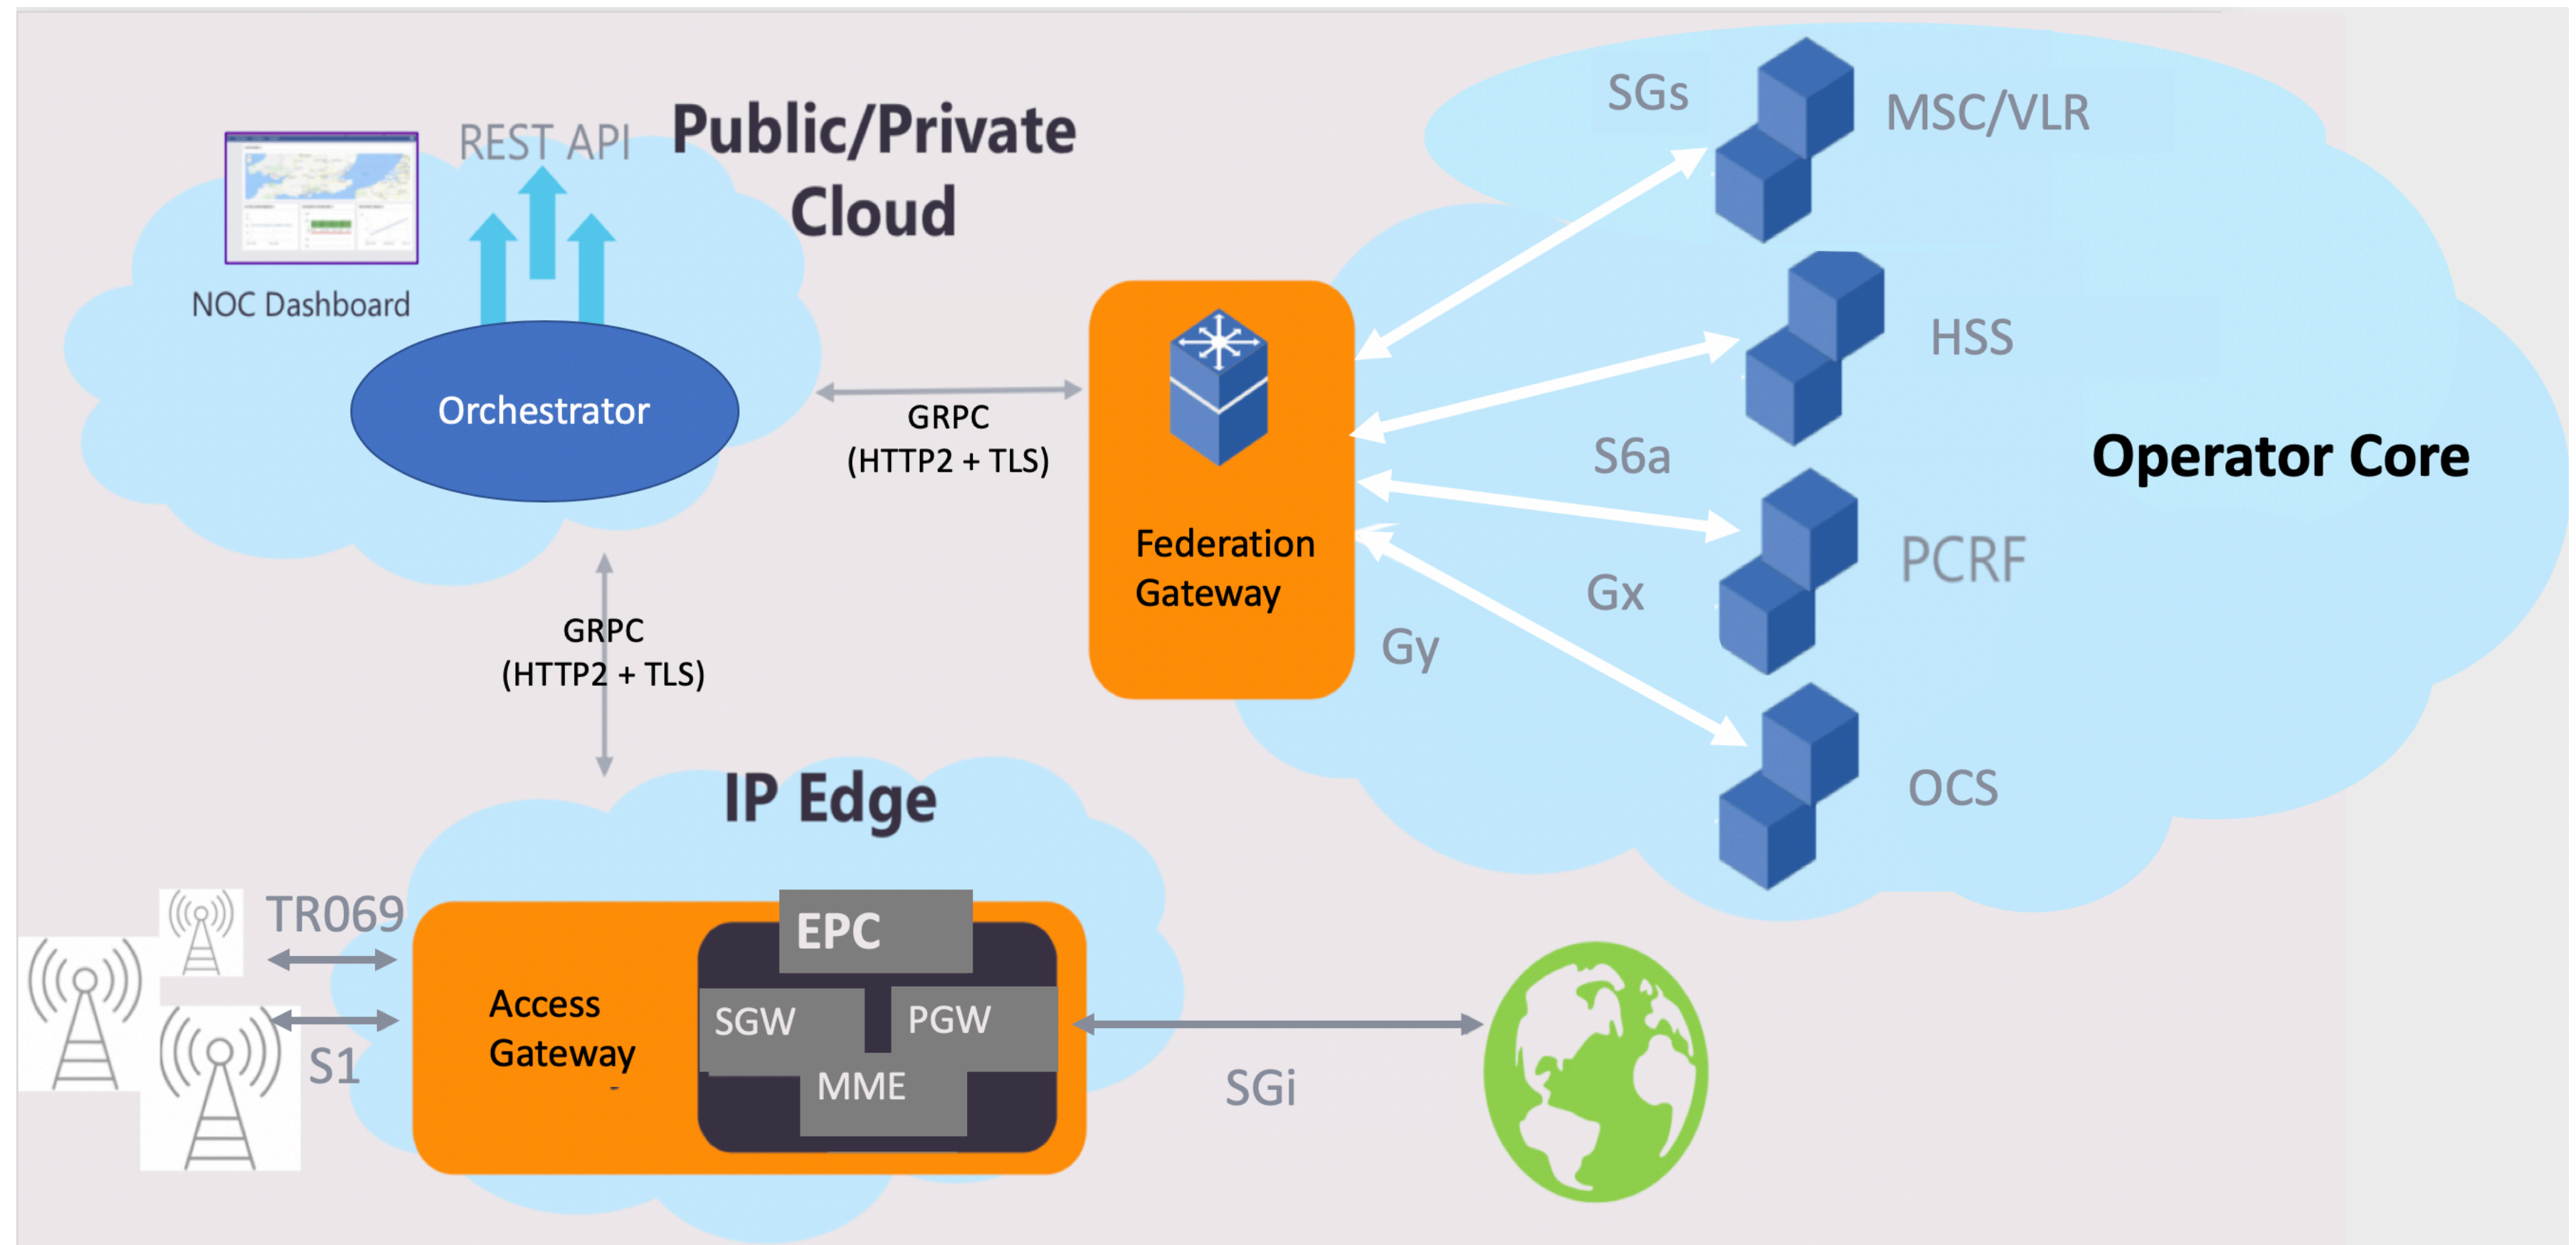 Public/Private
Cloud
REST API
NOC Dashboard
Orchestrator
GRPC
(HTTP2 + TLS)
GRPC
(HTTP2 + TLS)
Federation
Gateway
SGs
MSC/VLR
HSS
S6a
Operator Core
PCRF
Gx
Gy
OCS
IP Edge
TR069
S1
Access
Gateway
EPC
SGW
PGW
MME
SGi